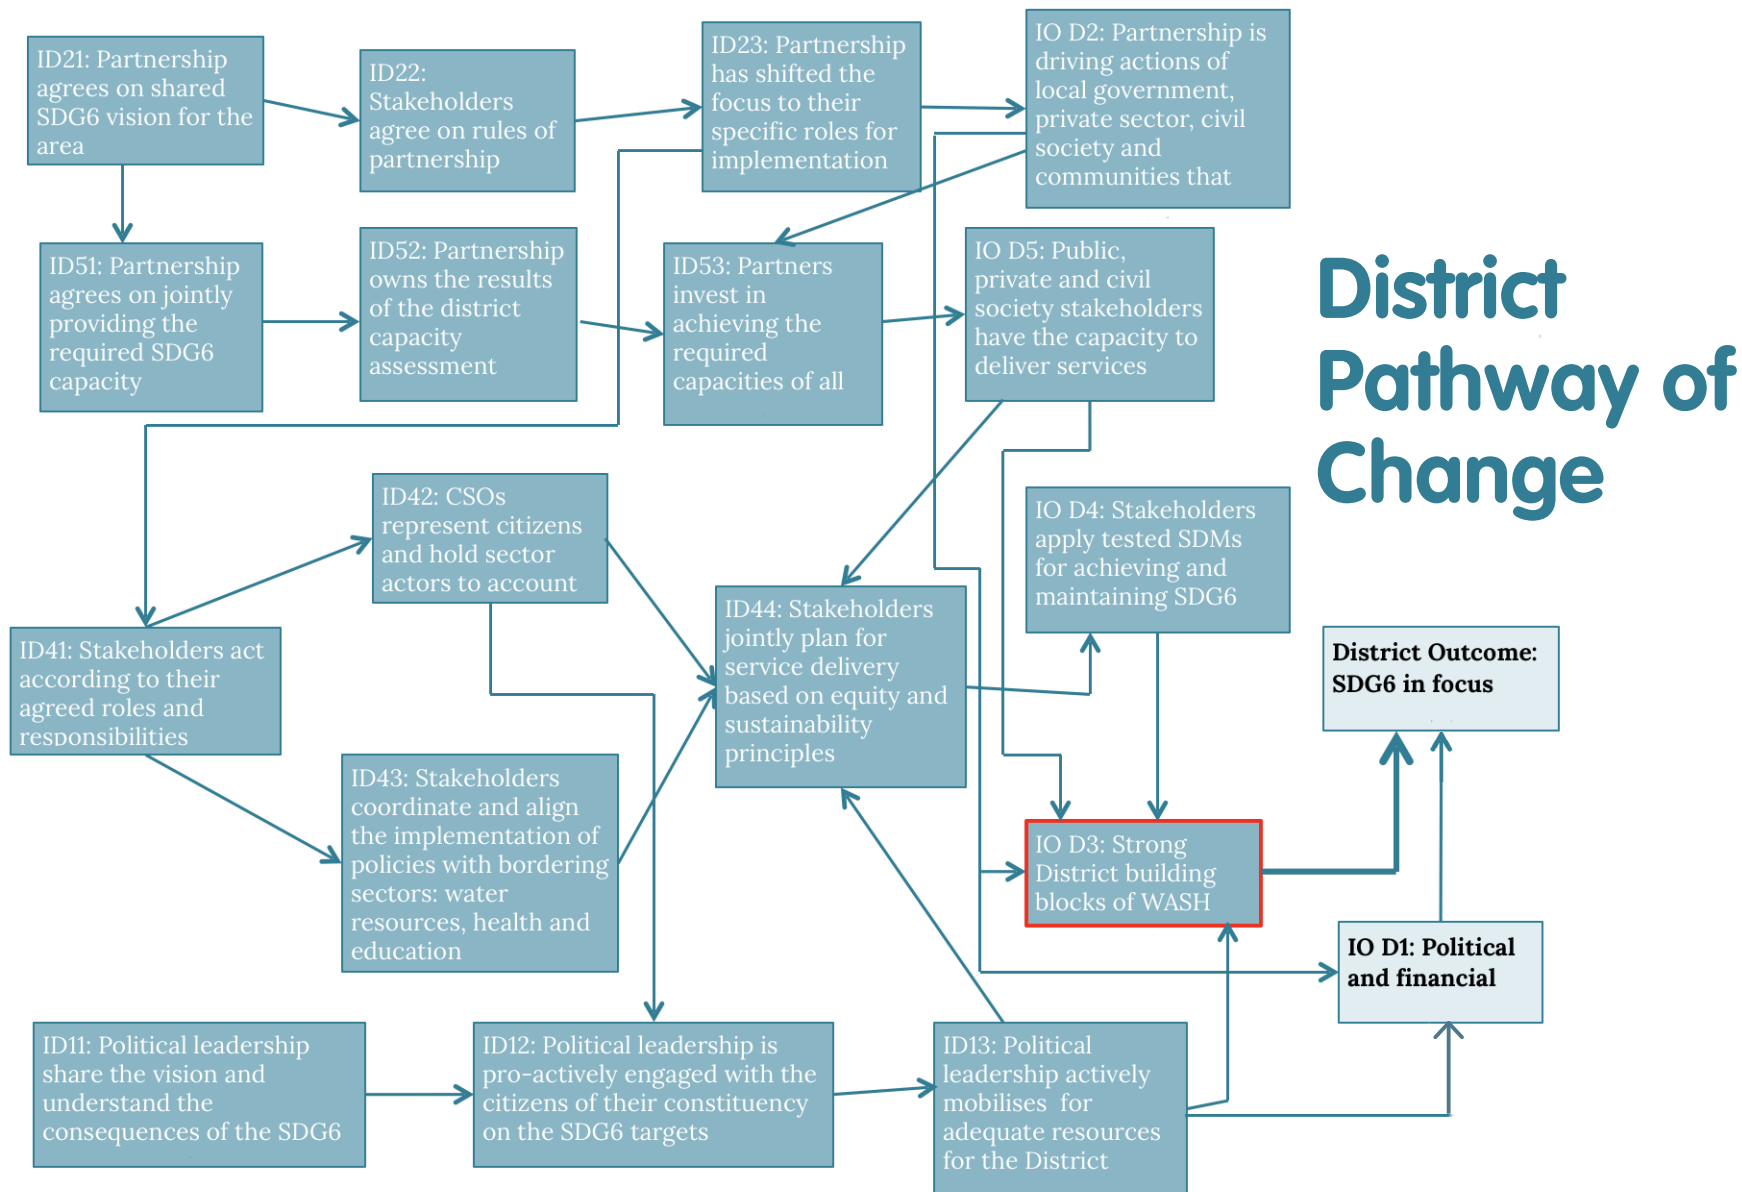 ID21: Partnership
agrees on shared
SDG6 vision for the
area
ID22:
Stakeholders
agree on rules of
partnership
ID23: Partnership
has shifted the
focus to their
specific roles for
implementation
IO D2: Partnership is
driving actions of
local government,
private sector, civil
society and
communities that
ID51: Partnership
agrees on jointly
providing the
required SDG6
capacity
ID52: Partnership
owns the results
of the district
capacity
assessment
ID53: Partners
invest in
achieving the
required
capacities of all
IO D5: Public,
private and civil
society stakeholders
have the capacity to
deliver services
District
Pathway of
Change
ID42: CSOs
represent citizens
and hold sector
actors to account
IO D4: Stakeholders
apply tested SDMs
for achieving and
maintaining SDG6
ID41: Stakeholders act
according to their
agreed roles and
responsibilities
ID44: Stakeholders
jointly plan for
service delivery
based on equity and
sustainability
principles
District Outcome:
SDG6 in focus
ID43: Stakeholders
coordinate and align
the implementation of
policies with bordering
sectors: water
resources, health and
education
IO D3: Strong
District building
blocks of WASH
IO D1: Political
and financial
ID11: Political leadership
share the vision and
understand the
consequences of the SDG6
ID12: Political leadership is
pro-actively engaged with the
citizens of their constituency
on the SDG6 targets
ID13: Political
leadership actively
mobilises for
adequate resources
for the District